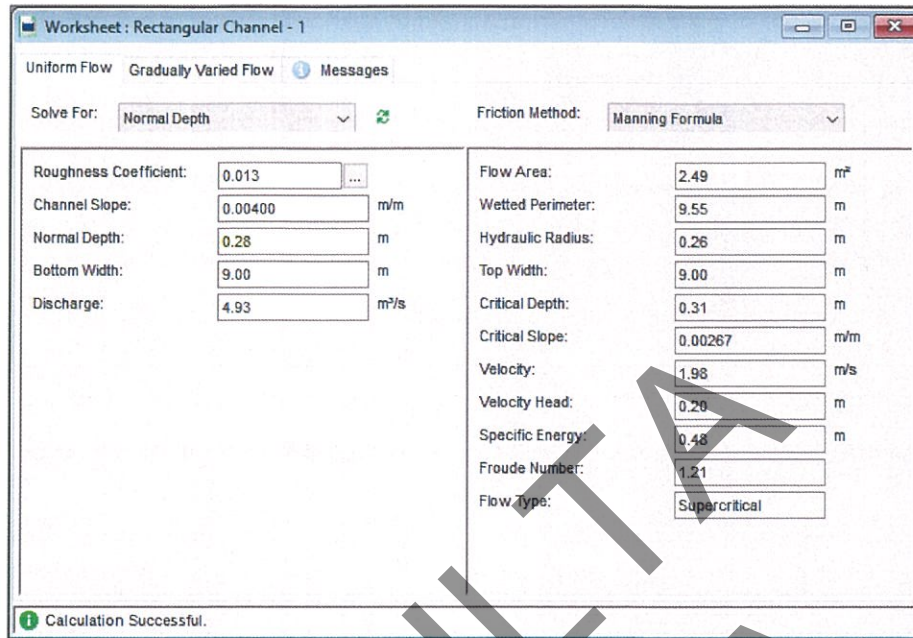 Worksheet : Rectangular Channel - 1
Uniform Flow Gradually Varied Flow Messages
Solve For: Normal Depth Friction Method: Manning Formula
Roughness Coefficient: 0.013 ... Flow Area: 2.49 m²
Channel Slope: 0.00400 m/m Wetted Perimeter: 9.55 m
Normal Depth: 0.28 m Hydraulic Radius: 0.26 m
Bottom Width: 9.00 m Top Width: 9.00 m
Discharge: 4.93 m³/s Critical Depth: 0.31 m
Critical Slope: 0.00267 m/m
Velocity: 1.98 m/s
Velocity Head: 0.20 m
Specific Energy: 0.48 m
Froude Number: 1.21
Flow Type: Supercritical
Calculation Successful.
LTA